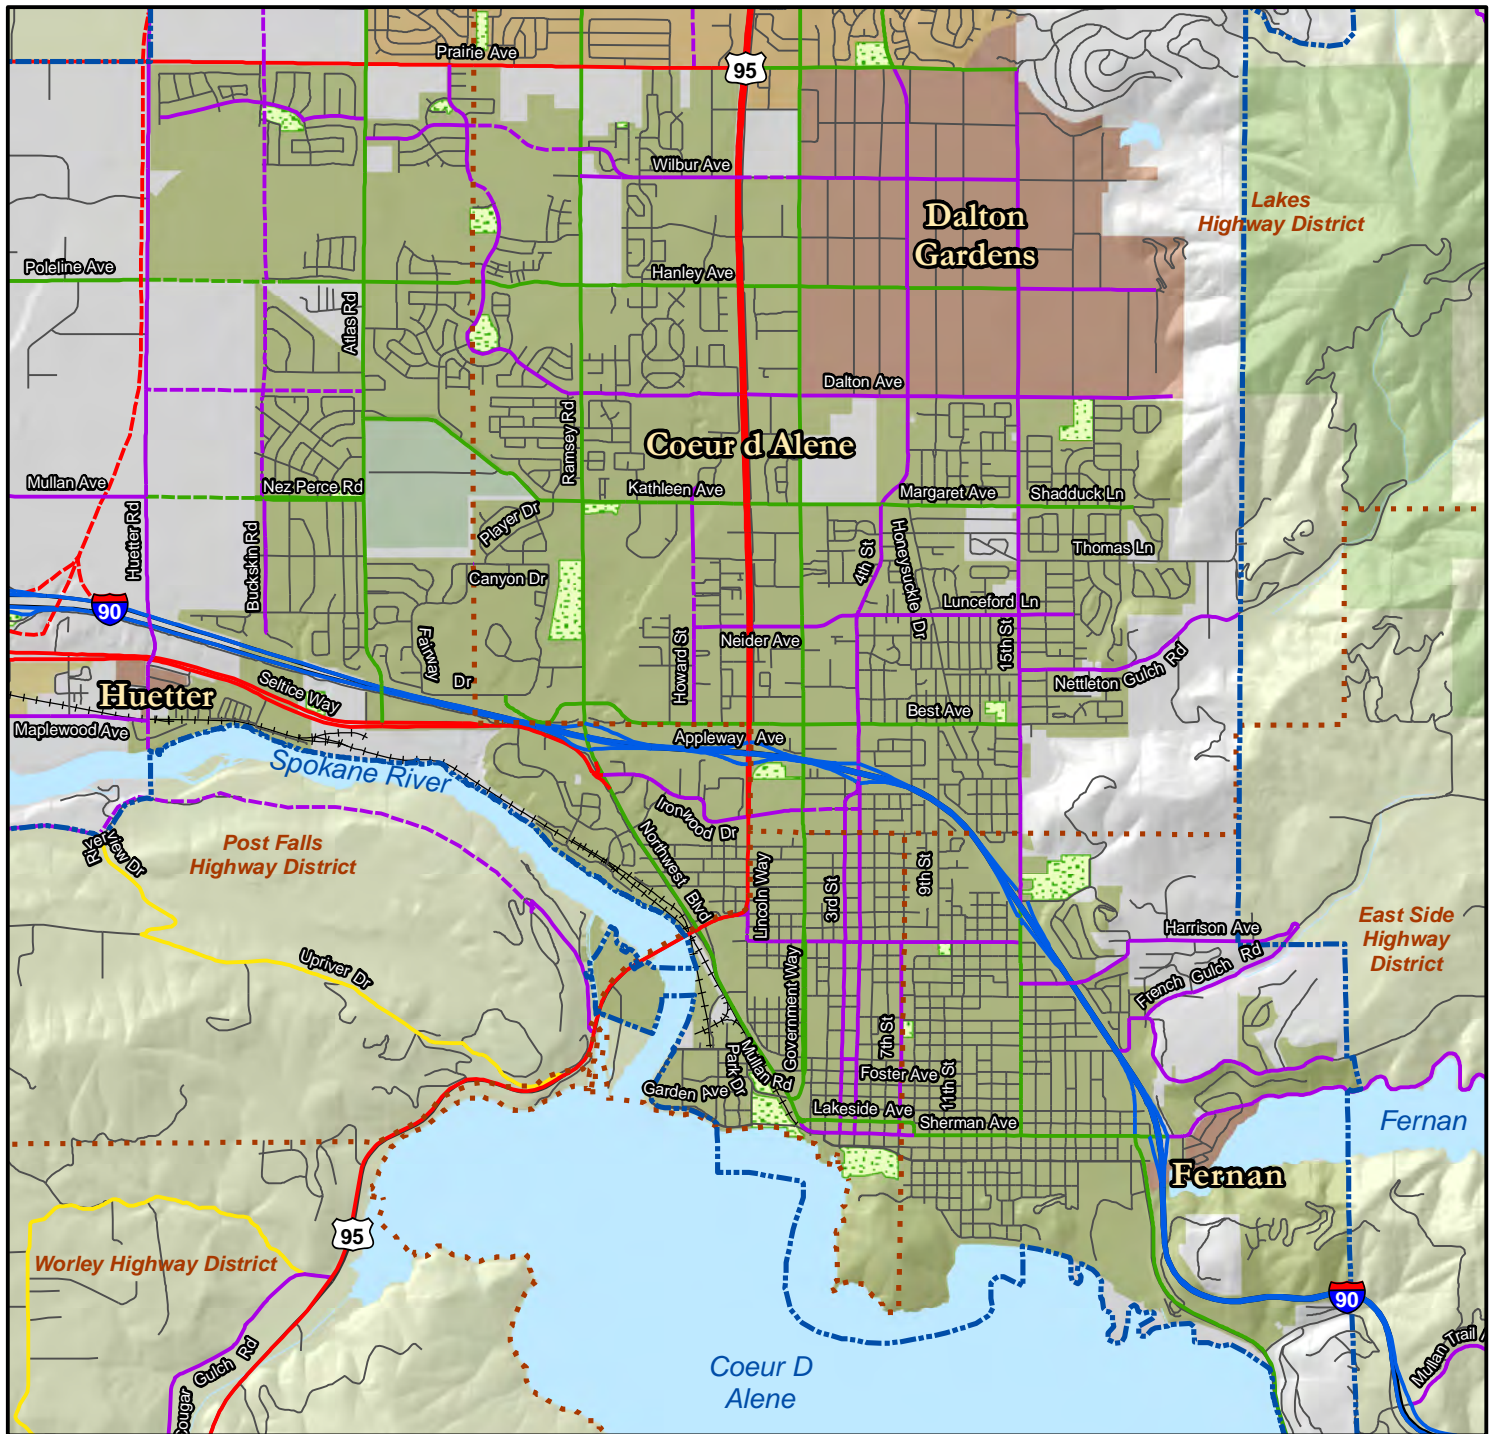 Prairie Ave
95
Wilbur Ave
Lakes
Highway District
Dalton
Gardens
Poleline Ave
Hanley Ave
Atlas Rd
Dalton Ave
Ramsey Rd
Coeur d Alene
Mullan Ave
Nez Perce Rd
Kathleen Ave
Margaret Ave
Shadduck Ln
Huetter Rd
Buckskin Rd
Player Dr
4th St
Honeysuckle Dr
Thomas Ln
Canyon Dr
90
Lunceford Ln
Fairway
Dr
Howard St
Neider Ave
15th St
Nettleton Gulch Rd
Huetter
Seltice Way
Best Ave
Maplewood Ave
Appleway Ave
Spokane River
Ironwood Dr
Post Falls
Highway District
Northwest Blvd
Lincoln Way
3rd St
9th St
East Side
Highway
District
Harrison Ave
Upriver Dr
Government Way
French Gulch Rd
7th St
Park Dr
Mullan Rd
Foster Ave
11th St
Garden Ave
Lakeside Ave
Sherman Ave
Fernan
Fernan
95
Worley Highway District
90
Gulch Rd
Mullan Trail
Coeur D
Alene